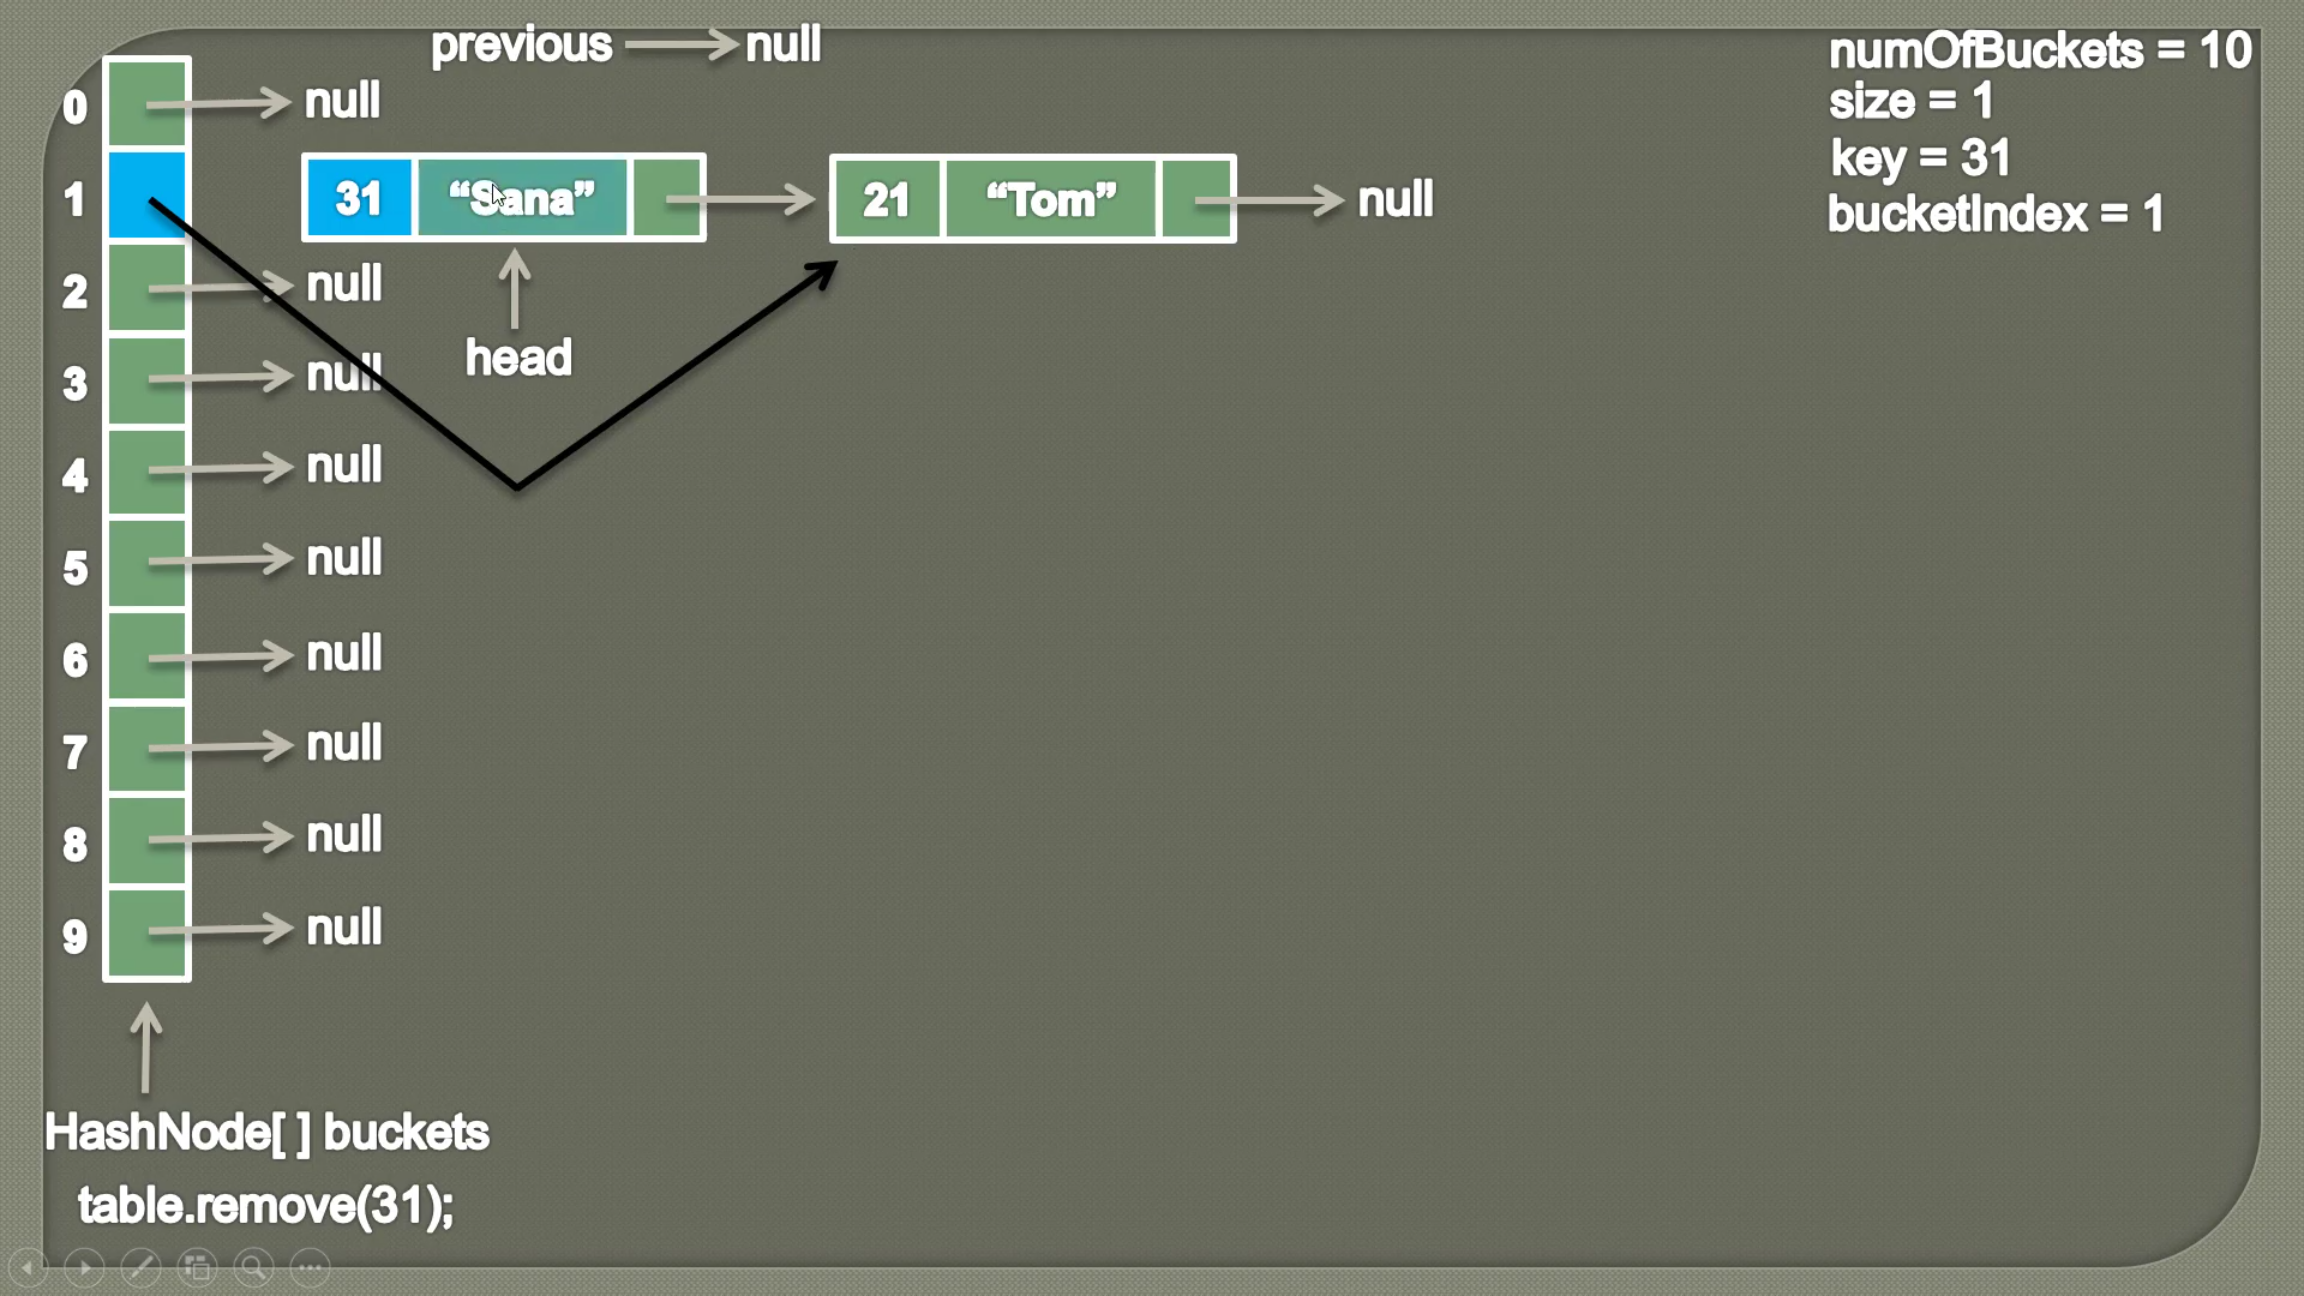 previous null
numOfBuckets = 10
size = 1
key = 31
bucketIndex = 1
0 null
1 31 “Sana” 21 “Tom” null
head
2 null
3 null
4 null
5 null
6 null
7 null
8 null
9 null
HashNode[ ] buckets
table.remove(31);